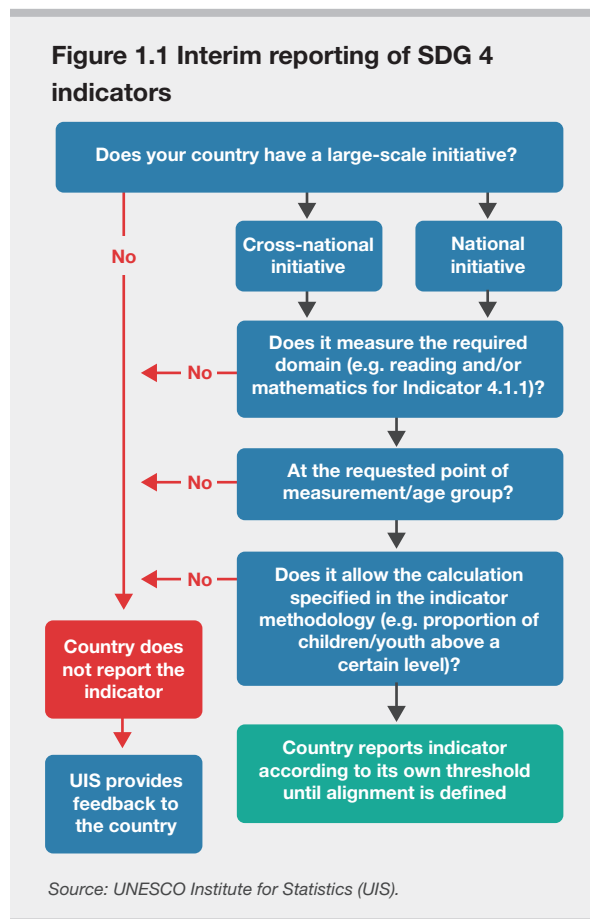 Figure 1.1 Interim reporting of SDG 4
indicators
Does your country have a large-scale initiative?
No
Cross-national
initiative
National
initiative
Does it measure the required
domain (e.g. reading and/or
mathematics for Indicator 4.1.1)?
No
At the requested point of
measurement/age group?
No
Does it allow the calculation
specified in the indicator
methodology (e.g. proportion of
children/youth above a
certain level)?
No
Country does
not report the
indicator
Country reports indicator
according to its own threshold
until alignment is defined
UIS provides
feedback to
the country
Source: UNESCO Institute for Statistics (UIS).